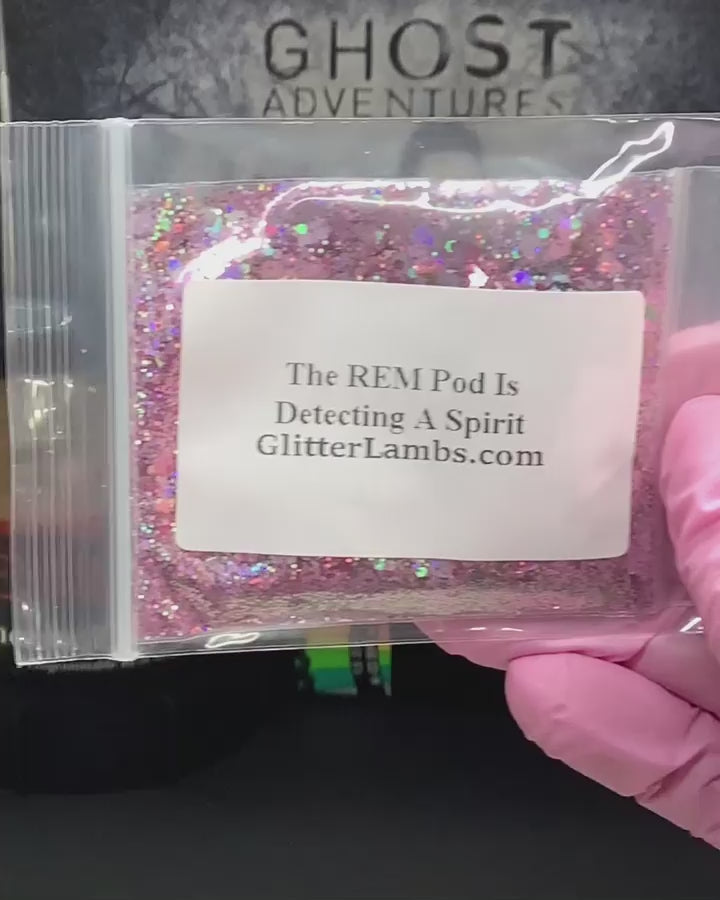 GHOST
ADVENTURES
The REM Pod Is
Detecting A Spirit
GlitterLambs.com